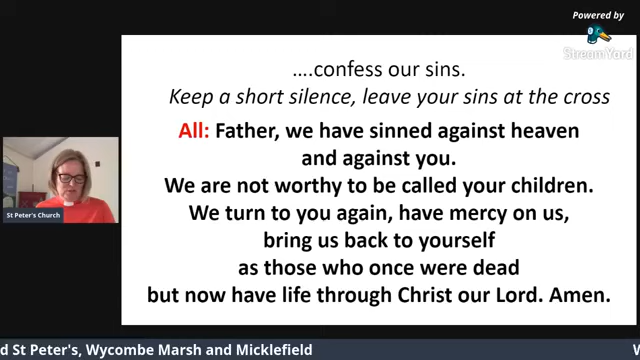 Powered by
StreamYard
....confess our sins.
Keep a short silence, leave your sins at the cross
All: Father, we have sinned against heaven
and against you.
We are not worthy to be called your children.
We turn to you again, have mercy on us,
bring us back to yourself
as those who once were dead
but now have life through Christ our Lord. Amen.
St Peter's Church
d St Peter's, Wycombe Marsh and Micklefield
W